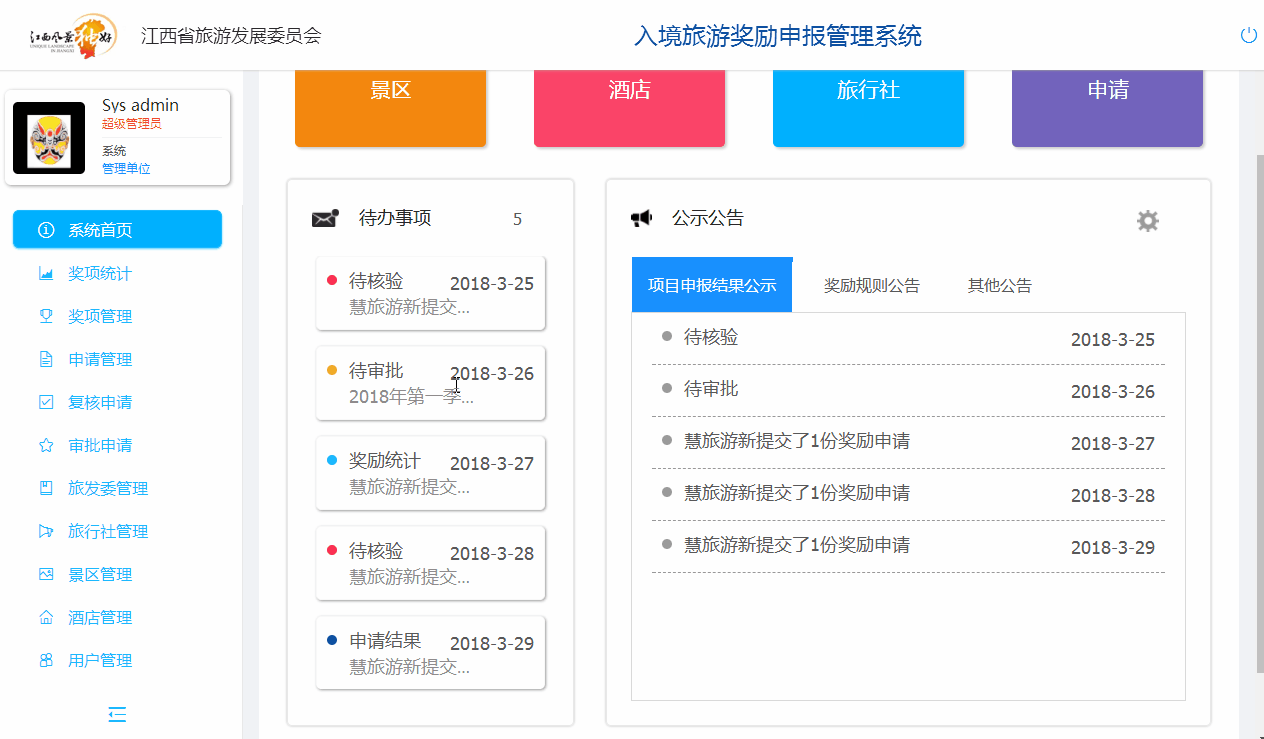 江西风景独好
UNIQUE LANDSCAPE
IN JIANGXI
江西省旅游发展委员会
入境旅游奖励申报管理系统
Sys admin
超级管理员
系统
管理单位
系统首页
奖项统计
奖项管理
申请管理
复核申请
审批申请
旅发委管理
旅行社管理
景区管理
酒店管理
用户管理
景区
酒店
旅行社
申请
待办事项 5
待核验 2018-3-25
慧旅游新提交...
待审批 2018-3-26
2018年第一季...
奖励统计 2018-3-27
慧旅游新提交...
待核验 2018-3-28
慧旅游新提交...
申请结果 2018-3-29
慧旅游新提交...
公示公告
项目申报结果公示 奖励规则公告 其他公告
待核验 2018-3-25
待审批 2018-3-26
慧旅游新提交了1份奖励申请 2018-3-27
慧旅游新提交了1份奖励申请 2018-3-28
慧旅游新提交了1份奖励申请 2018-3-29